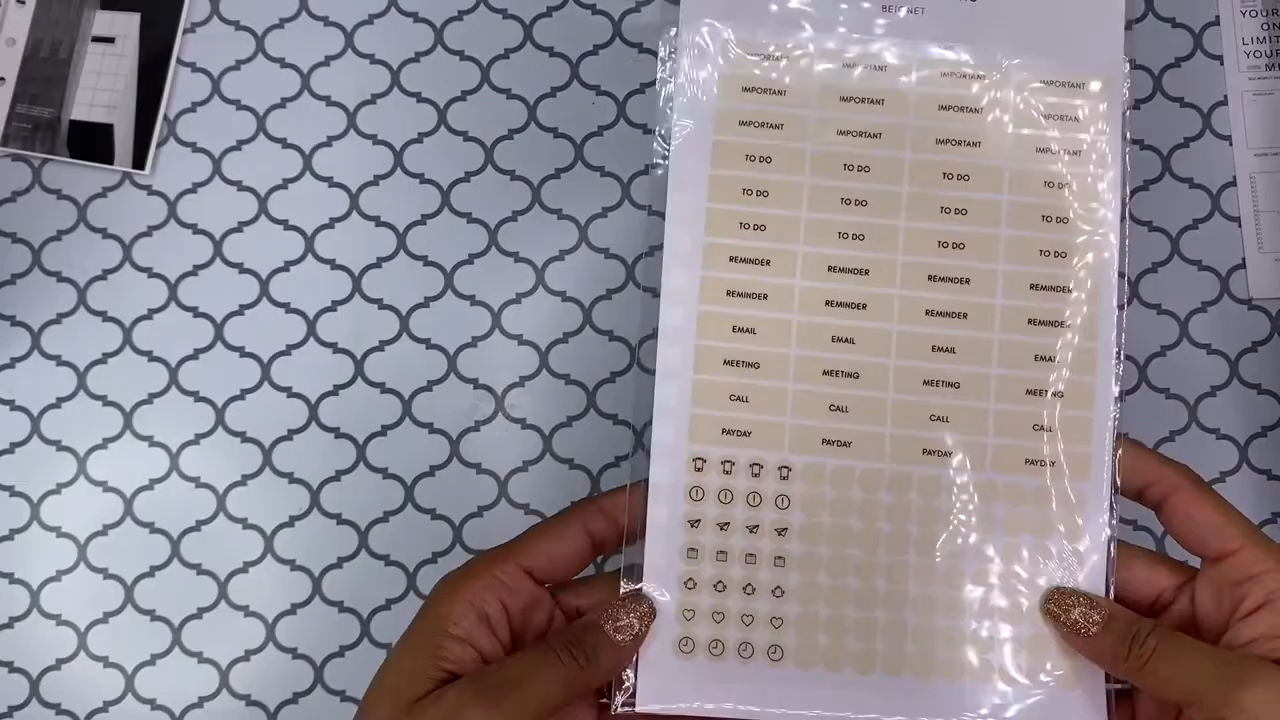 BEIGNET
IMPORTANT IMPORTANT IMPORTANT IMPORTANT
IMPORTANT IMPORTANT IMPORTANT IMPORTANT
IMPORTANT IMPORTANT IMPORTANT IMPORTANT
TO DO TO DO TO DO TO DO
TO DO TO DO TO DO TO DO
TO DO TO DO TO DO TO DO
REMINDER REMINDER REMINDER REMINDER
REMINDER REMINDER REMINDER REMINDER
EMAIL EMAIL EMAIL EMAIL
MEETING MEETING MEETING MEETING
CALL CALL CALL CALL
PAYDAY PAYDAY PAYDAY PAYDAY
YOUR
ON
LIMIT
YOU
M